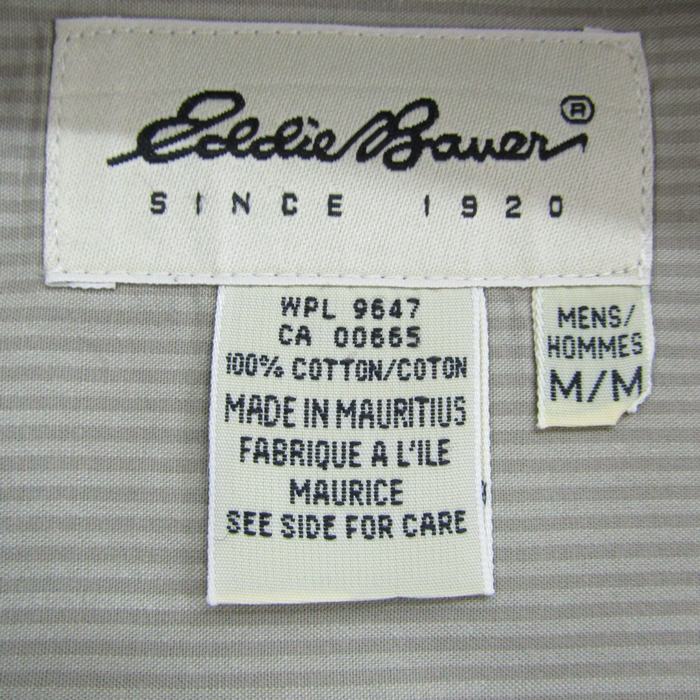 Eddie Bauer®
SINCE 1920
WPL 9647
CA 00665
100% COTTON/COTON
MADE IN MAURITIUS
FABRIQUE A L'ILE
MAURICE
SEE SIDE FOR CARE
MENS/
HOMMES
M/M